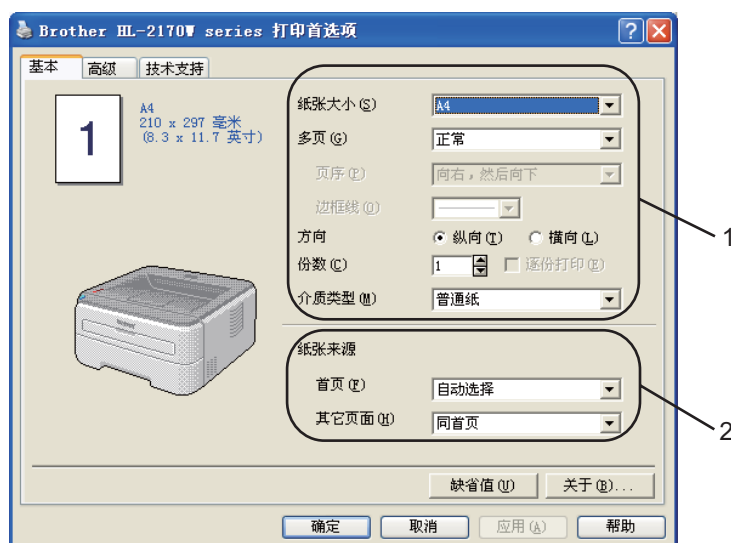 Brother HL-2170W series 打印首选项
基本 高级 技术支持
1
A4
210 x 297 毫米
(8.3 x 11.7 英寸)
纸张大小(S) A4
多页(G) 正常
页序(P) 向右，然后向下
边框线(O)
方向 纵向(T) 横向(L)
份数(C) 1 逐份打印(E)
介质类型(M) 普通纸
1
纸张来源
首页(F) 自动选择
其它页面(H) 同首页
2
缺省值(U) 关于(B)...
确定 取消 应用(A) 帮助